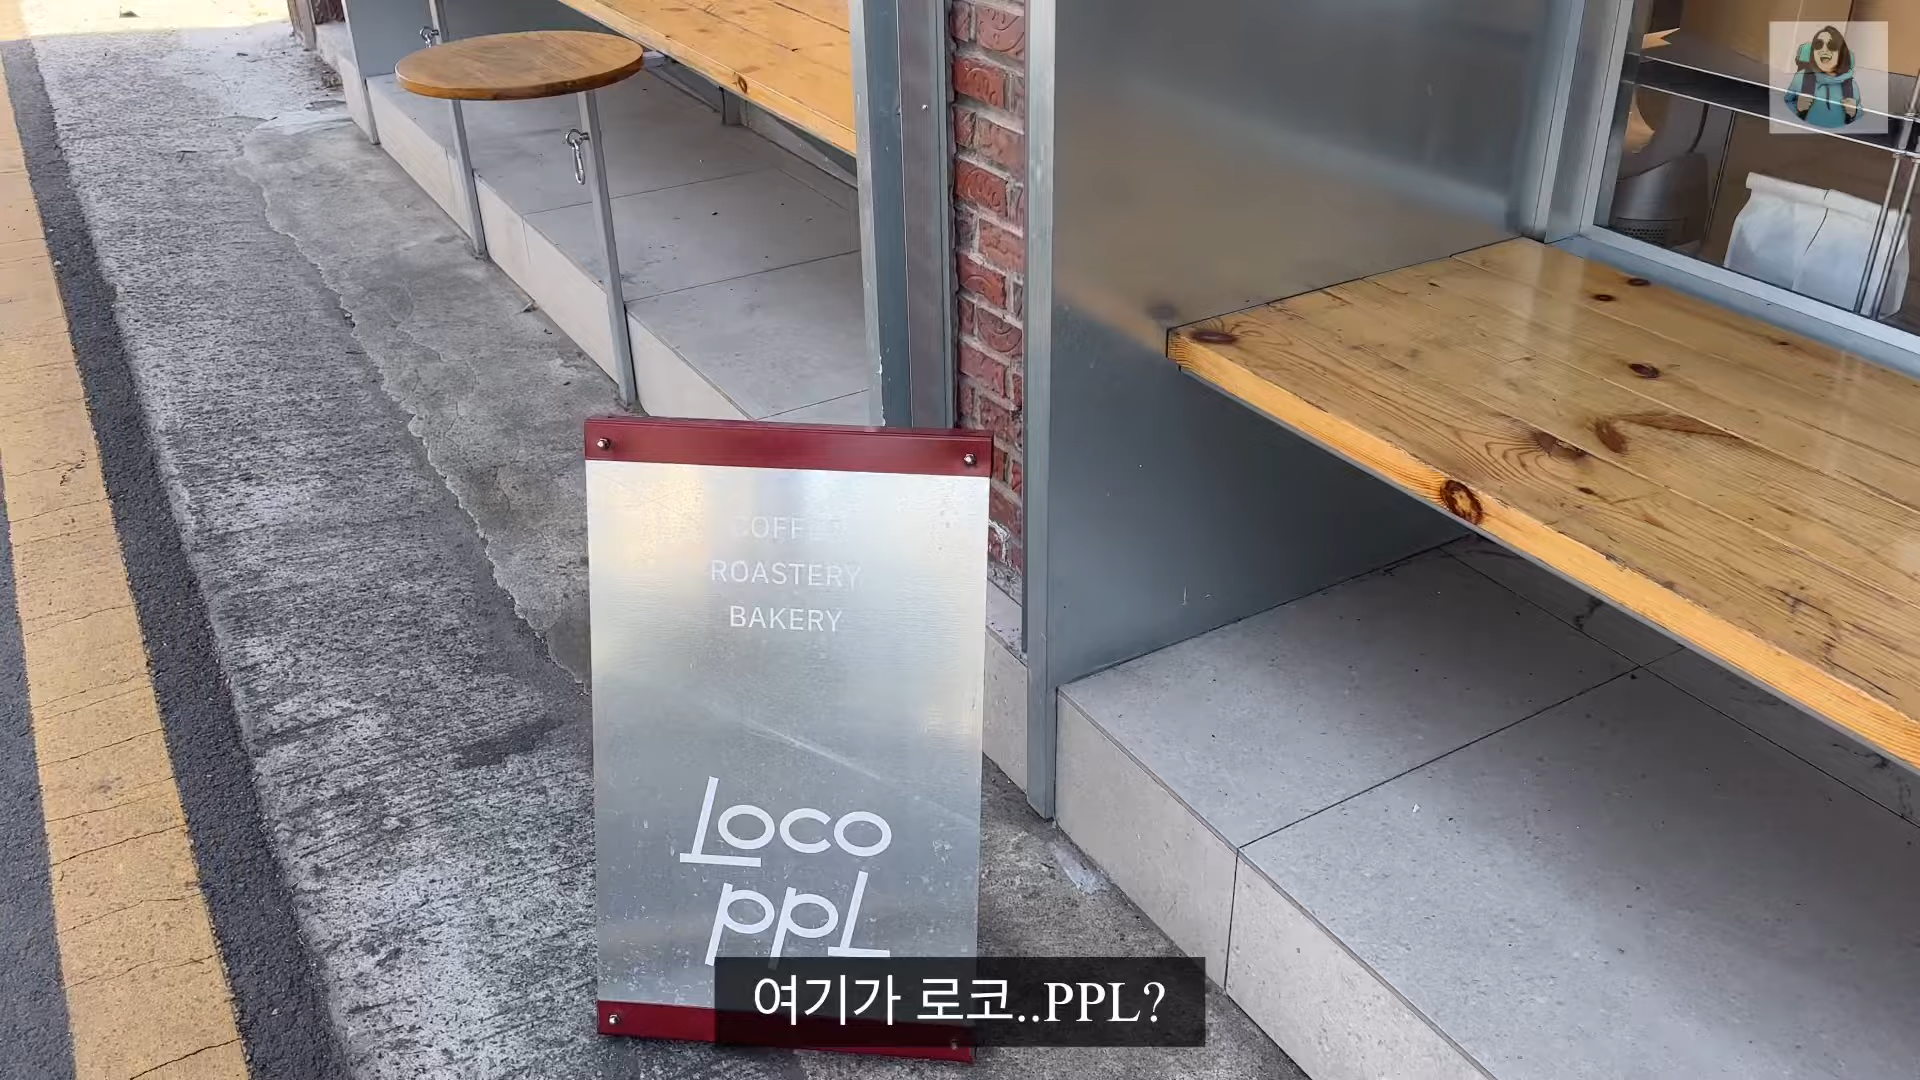 COFFEE
ROASTERY
BAKERY
Loco
ppl
여기가 로코..PPL?